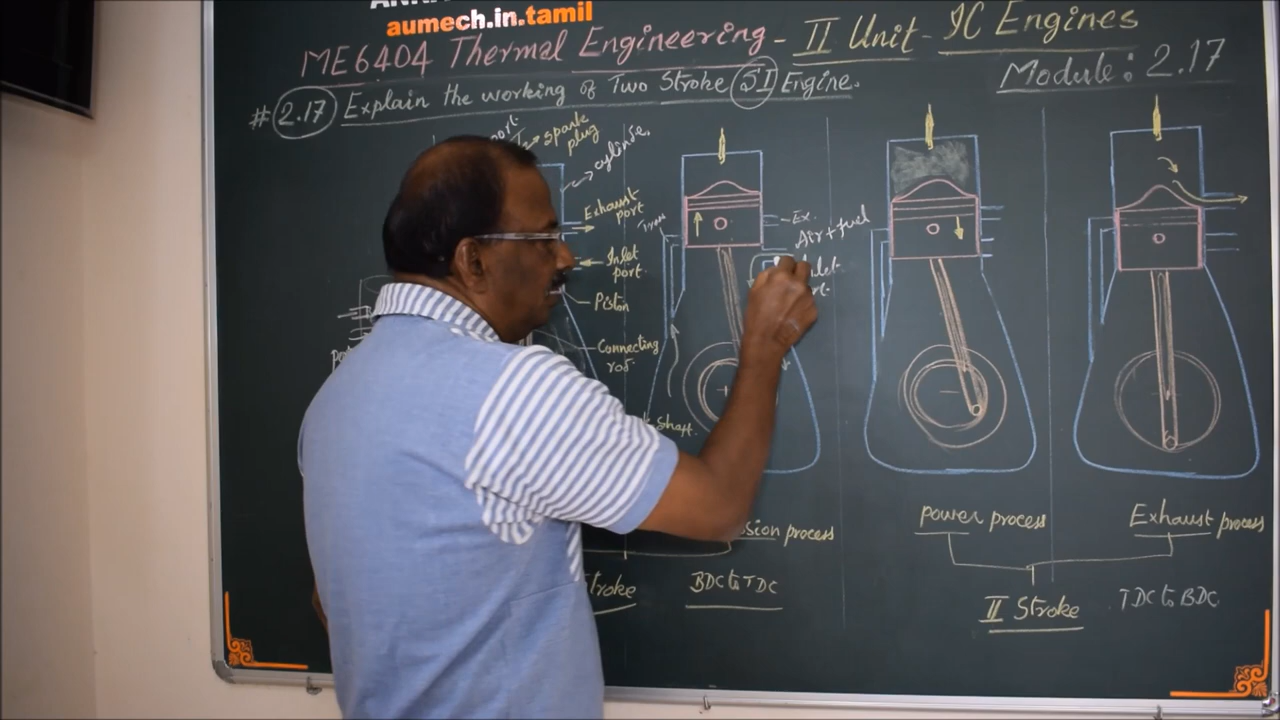 aumech.in.tamil
ME6404 Thermal Engineering - II Unit - IC Engines
Module: 2.17
# 2.17 Explain the working of Two Stroke SI Engine.
port
spark plug
cylinder.
Exhaust port
Inlet port.
Piston
Connecting rod
shaft.
Ex.
Air + fuel
Inlet
process
stroke
BDC to TDC
power process
Exhaust process
II Stroke
TDC to BDC